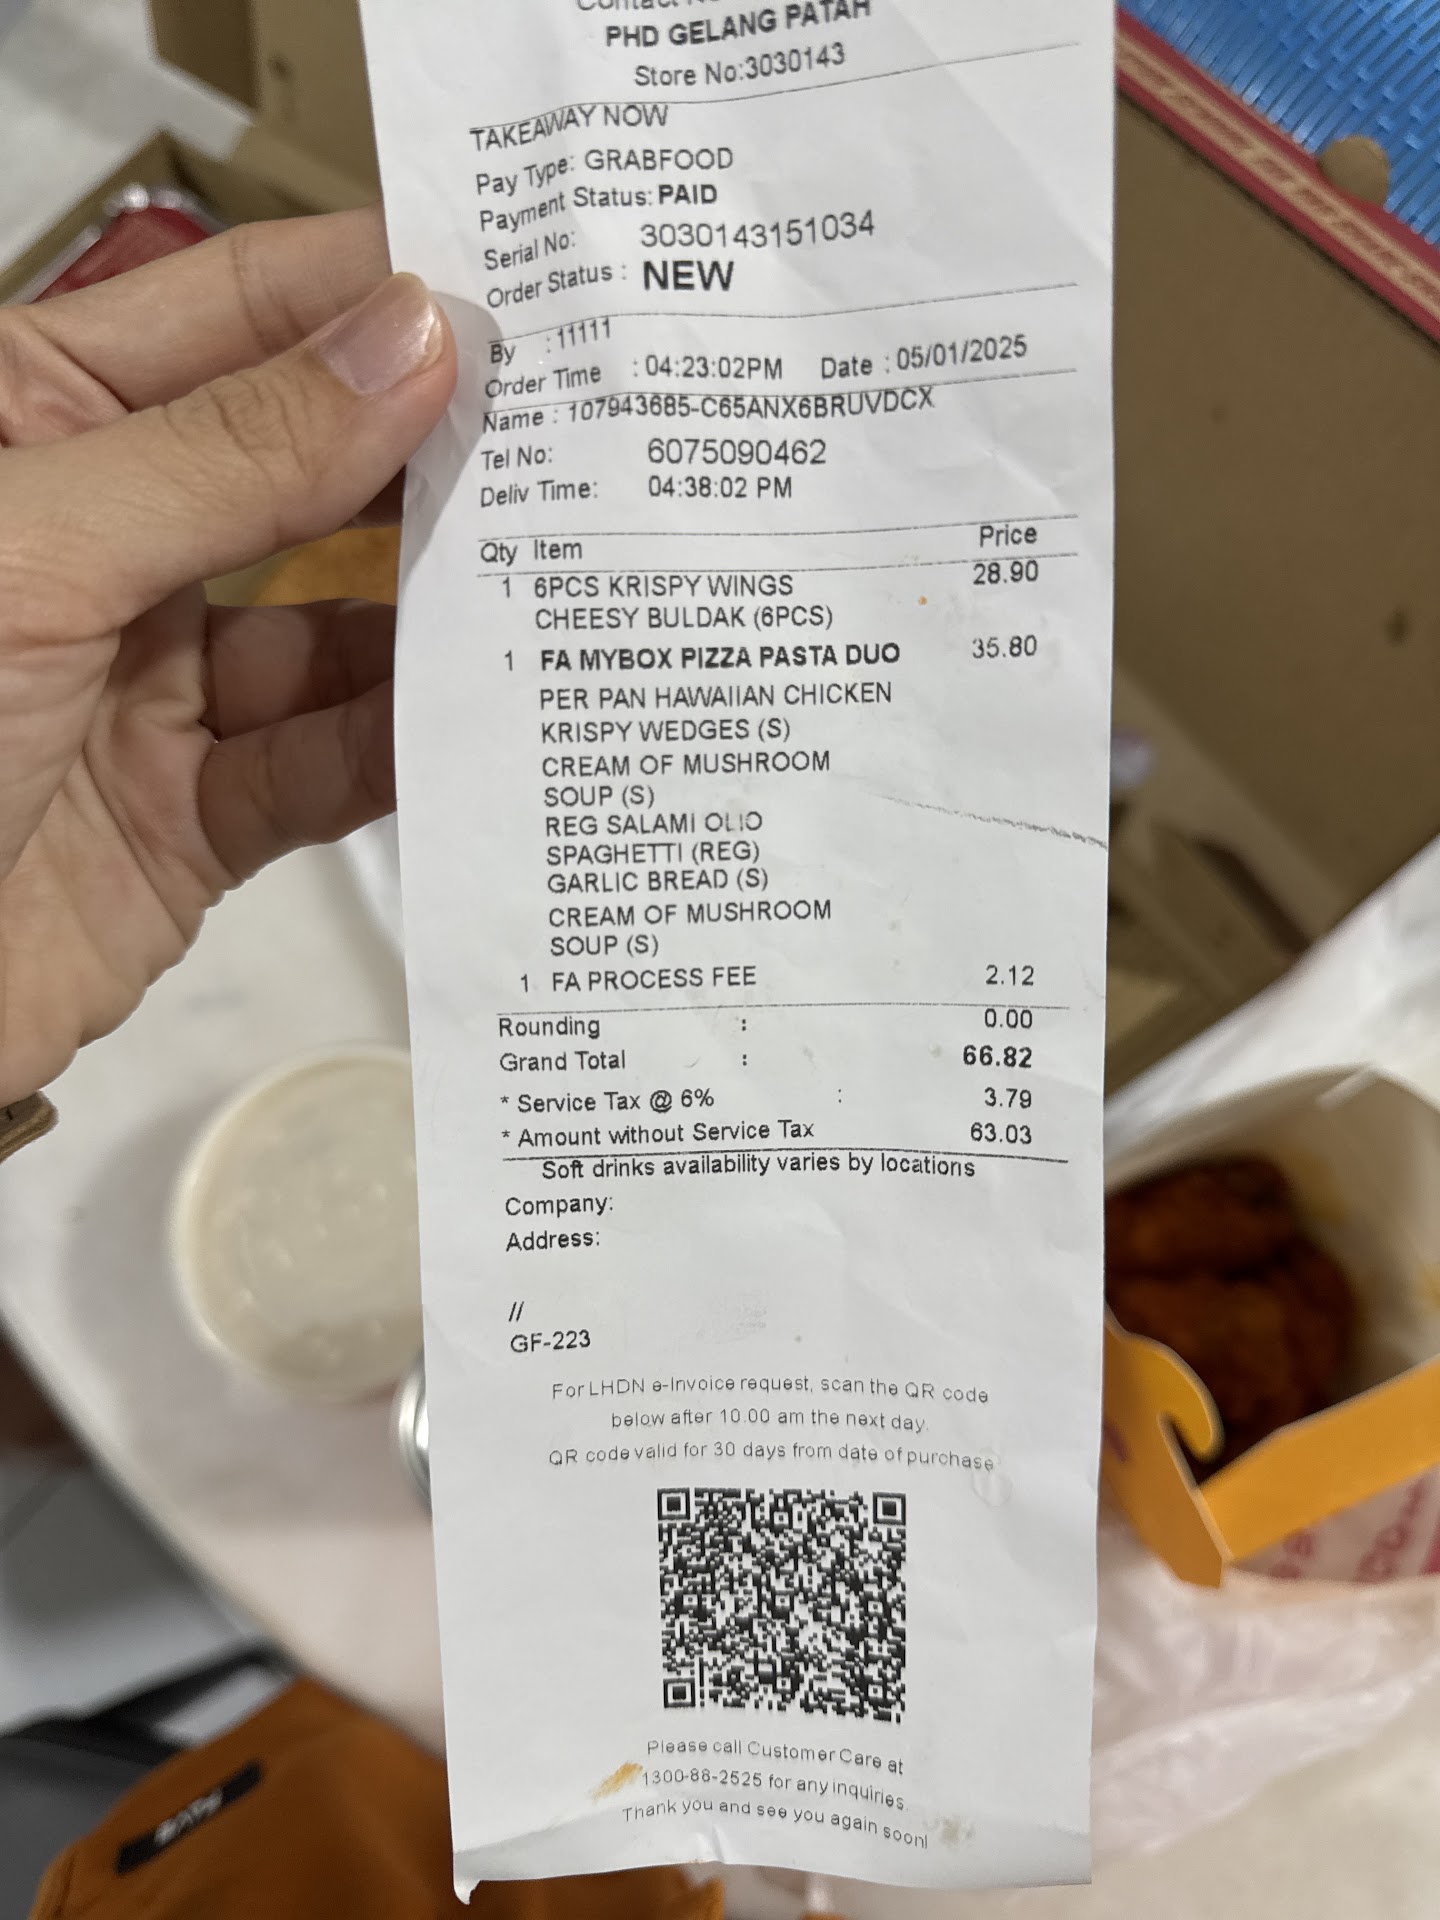 PHD GELANG PATAH
Store No:3030143
TAKEAWAY NOW
Pay Type: GRABFOOD
Payment Status: PAID
Serial No: 3030143151034
Order Status : NEW
By : 11111
Order Time : 04:23:02PM Date : 05/01/2025
Name : 107943685-C65ANX6BRUVDCX
Tel No: 6075090462
Deliv Time: 04:38:02 PM
Qty Item Price
1 6PCS KRISPY WINGS 28.90
CHEESY BULDAK (6PCS)
1 FA MYBOX PIZZA PASTA DUO 35.80
PER PAN HAWAIIAN CHICKEN
KRISPY WEDGES (S)
CREAM OF MUSHROOM
SOUP (S)
REG SALAMI OLIO
SPAGHETTI (REG)
GARLIC BREAD (S)
CREAM OF MUSHROOM
SOUP (S)
1 FA PROCESS FEE 2.12
Rounding : 0.00
Grand Total : 66.82
* Service Tax @ 6% : 3.79
* Amount without Service Tax 63.03
Soft drinks availability varies by locations
Company:
Address:
//
GF-223
For LHDN e-Invoice request, scan the QR code
below after 10.00 am the next day.
QR code valid for 30 days from date of purchase
Please call Customer Care at
1300-88-2525 for any inquiries.
Thank you and see you again soon!